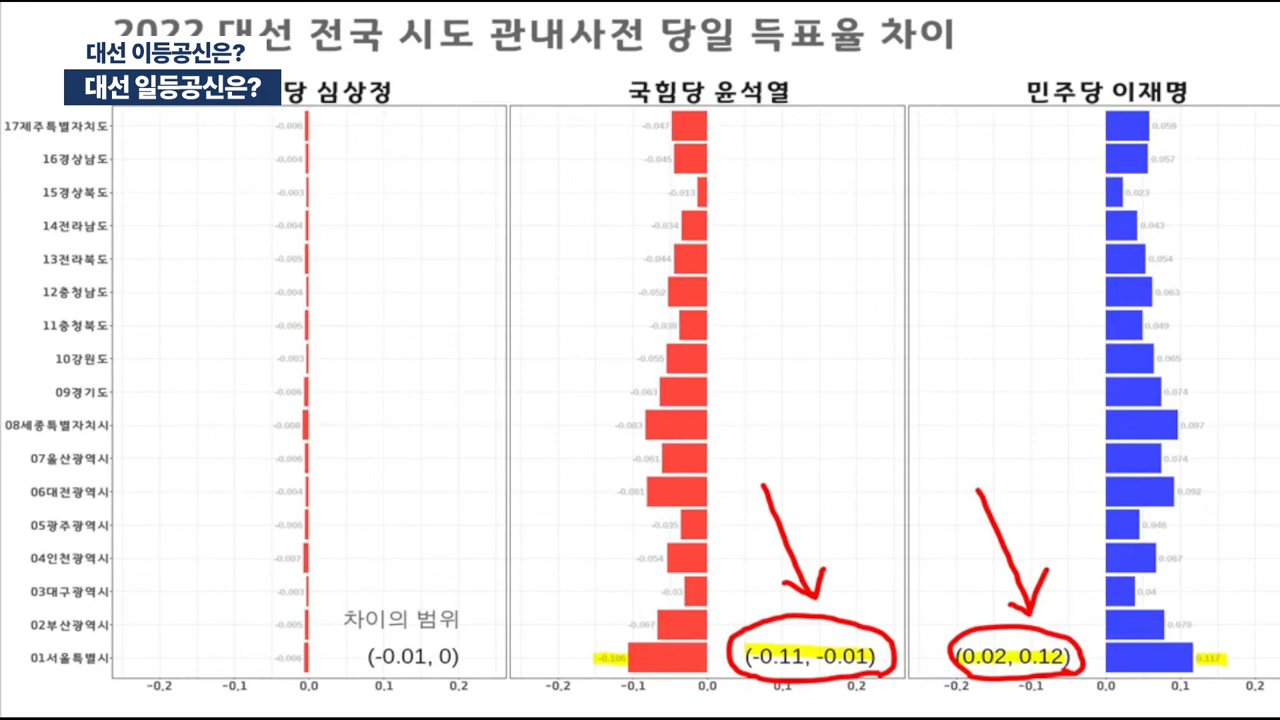 2022 대선 전국 시도 관내사전 당일 득표율 차이
대선 이등공신은?
대선 일등공신은?
당 심상정
국힘당 윤석열
민주당 이재명
17제주특별자치도 -0.006 -0.047 0.059
16경상남도 -0.004 -0.045 0.057
15경상북도 -0.003 -0.013 0.023
14전라남도 -0.004 -0.034 0.043
13전라북도 -0.005 -0.044 0.054
12충청남도 -0.004 -0.052 0.063
11충청북도 -0.005 -0.038 0.049
10강원도 -0.003 -0.055 0.065
09경기도 -0.006 -0.063 0.074
08세종특별자치시 -0.008 -0.083 0.097
07울산광역시 -0.006 -0.061 0.074
06대전광역시 -0.004 -0.081 0.092
05광주광역시 -0.006 -0.035 0.046
04인천광역시 -0.007 -0.054 0.067
03대구광역시 -0.003 -0.03 0.04
02부산광역시 -0.005 차이의 범위 -0.067 0.079
01서울특별시 -0.006 (-0.01, 0) -0.106 (-0.11, -0.01) (0.02, 0.12) 0.117
-0.2 -0.1 0.0 0.1 0.2 -0.2 -0.1 0.0 0.1 0.2 -0.2 -0.1 0.0 0.1 0.2